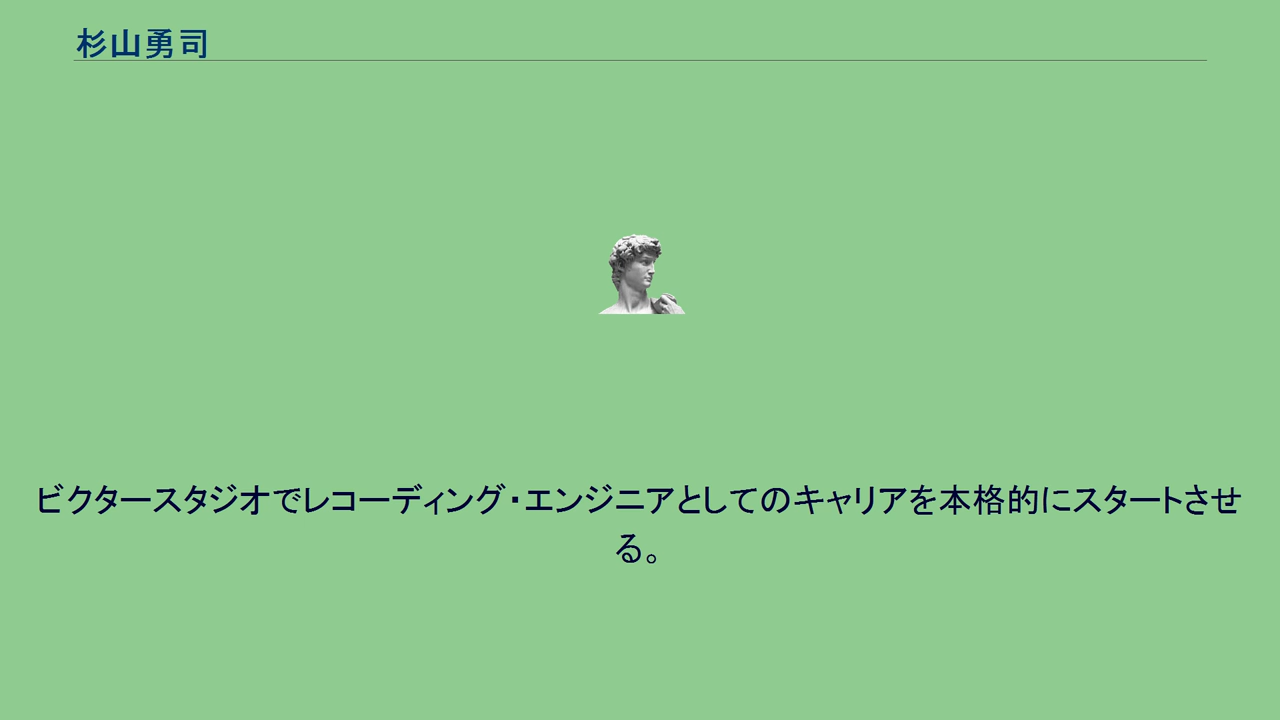 杉山勇司
ビクタースタジオでレコーディング・エンジニアとしてのキャリアを本格的にスタートさせ
る。